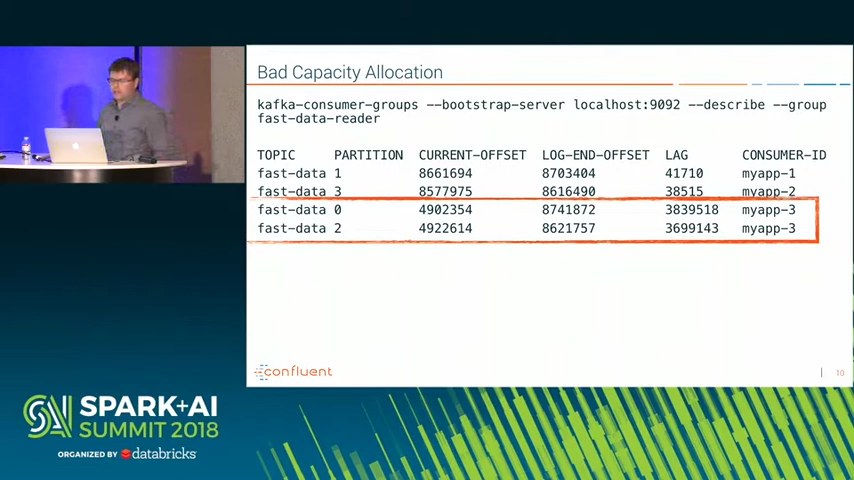 Bad Capacity Allocation
kafka-consumer-groups --bootstrap-server localhost:9092 --describe --group
fast-data-reader
TOPIC PARTITION CURRENT-OFFSET LOG-END-OFFSET LAG CONSUMER-ID
fast-data 1 8661694 8703404 41710 myapp-1
fast-data 3 8577975 8616490 38515 myapp-2
fast-data 0 4902354 8741872 3839518 myapp-3
fast-data 2 4922614 8621757 3699143 myapp-3
confluent
10
SPARK+AI
SUMMIT 2018
ORGANIZED BY databricks